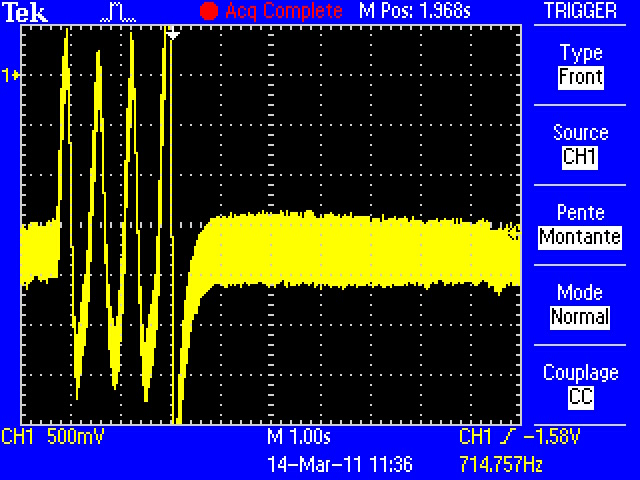 Tek Acq Complete M Pos: 1.968s TRIGGER
Type
Front
1
Source
CH1
Pente
Montante
Mode
Normal
Couplage
CC
CH1 500mV M 1.00s CH1 -1.58V
14-Mar-11 11:36 714.757Hz